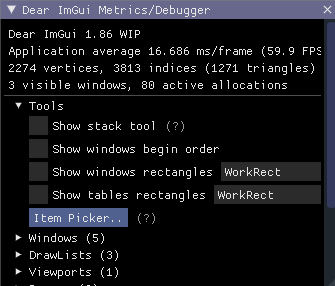 Dear ImGui Metrics/Debugger
Dear ImGui 1.86 WIP
Application average 16.686 ms/frame (59.9 FPS
2274 vertices, 3813 indices (1271 triangles)
3 visible windows, 80 active allocations
Tools
Show stack tool (?)
Show windows begin order
Show windows rectangles WorkRect
Show tables rectangles WorkRect
Item Picker.. (?)
Windows (5)
DrawLists (3)
Viewports (1)